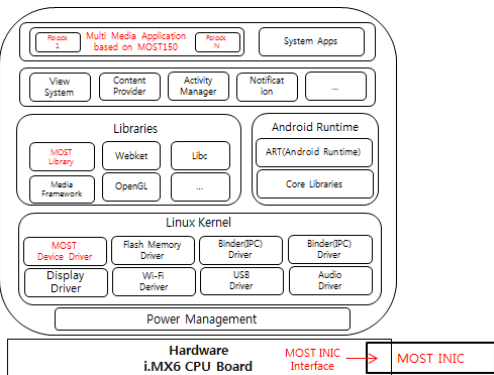 Fblock
1
Multi Media Application
based on MOST150
Fblock
N
System Apps
View
System
Content
Provider
Activity
Manager
Notificat
ion
...
Libraries
Android Runtime
MOST
Library
Webket
Libc
ART(Android Runtime)
Media
Framework
OpenGL
...
Core Libraries
Linux Kernel
MOST
Device Driver
Flash Memory
Driver
Binder(IPC)
Driver
Binder(IPC)
Driver
Display
Driver
Wi-Fi
Deriver
USB
Driver
Audio
Driver
Power Management
Hardware
i.MX6 CPU Board
MOST INIC
Interface
MOST INIC